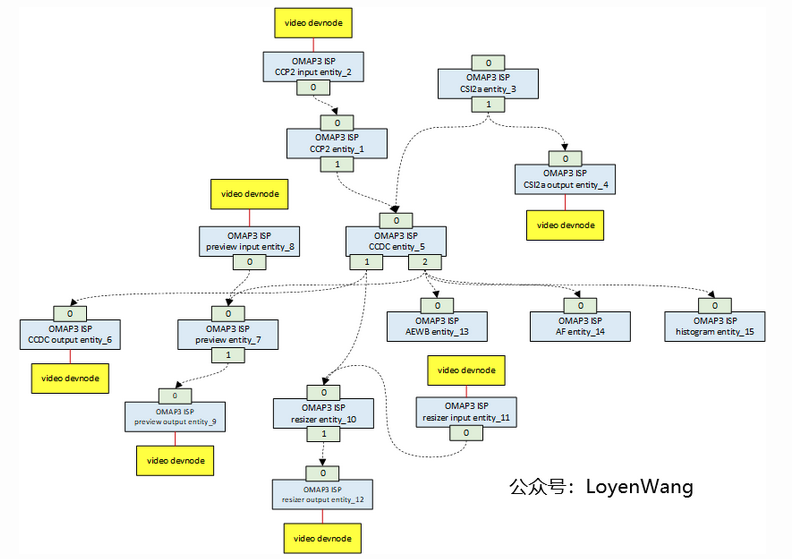 video devnode
OMAP3 ISP
CCP2 input entity_2
0
0
OMAP3 ISP
CSI2a entity_3
1
0
OMAP3 ISP
CCP2 entity_1
1
0
OMAP3 ISP
CSI2a output entity_4
video devnode
video devnode
OMAP3 ISP
preview input entity_8
0
0
OMAP3 ISP
CCDC entity_5
1 2
0
OMAP3 ISP
CCDC output entity_6
video devnode
0
OMAP3 ISP
preview entity_7
1
0
OMAP3 ISP
AEWB entity_13
0
OMAP3 ISP
AF entity_14
0
OMAP3 ISP
histogram entity_15
0
OMAP3 ISP
preview output entity_9
video devnode
0
OMAP3 ISP
resizer entity_10
1
video devnode
OMAP3 ISP
resizer input entity_11
0
0
OMAP3 ISP
resizer output entity_12
video devnode
公众号：LoyenWang